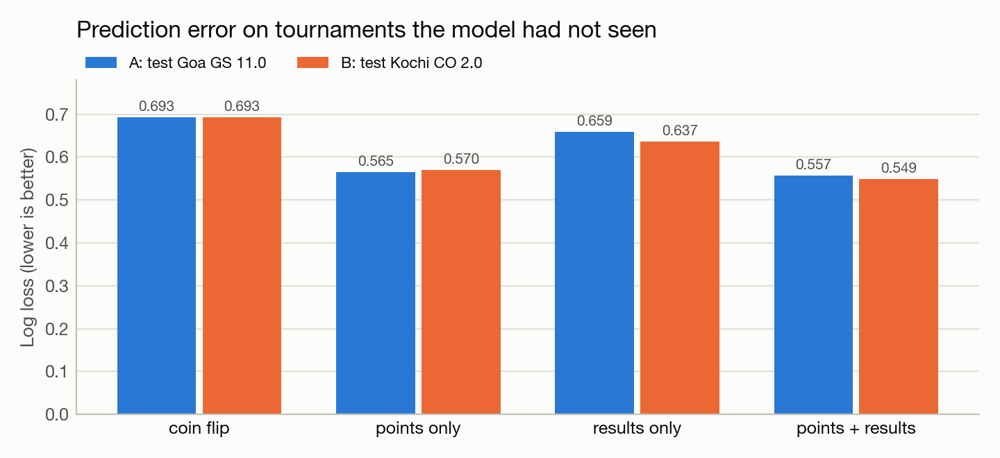 Prediction error on tournaments the model had not seen
A: test Goa GS 11.0
B: test Kochi CO 2.0
Log loss (lower is better)
0.7
0.6
0.5
0.4
0.3
0.2
0.1
0.0
0.693
0.693
0.565
0.570
0.659
0.637
0.557
0.549
coin flip
points only
results only
points + results